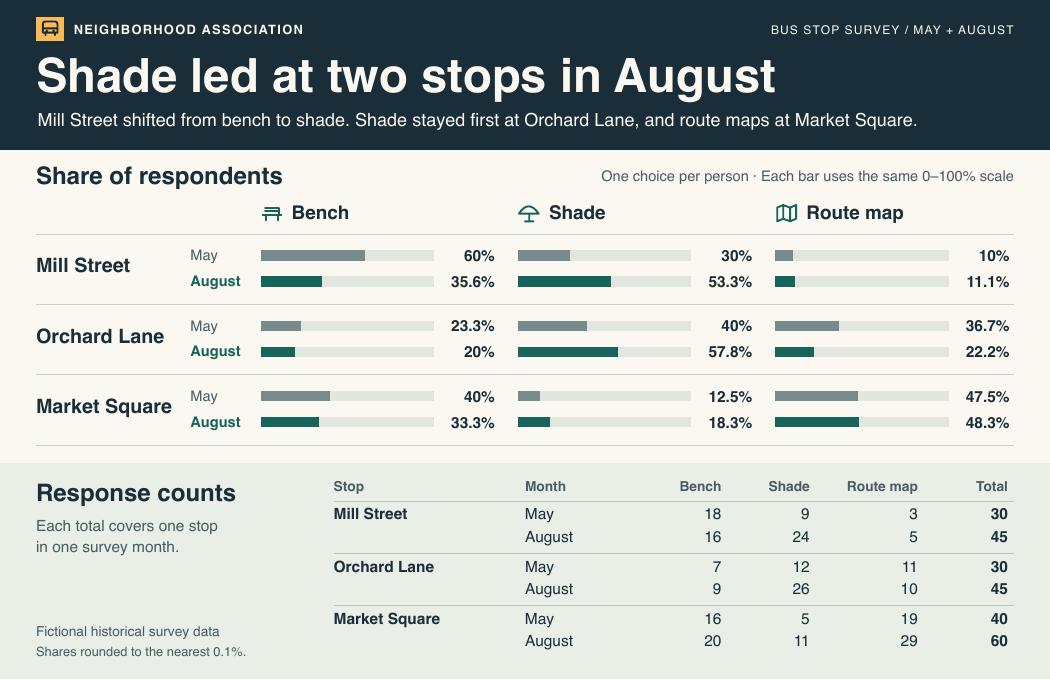 NEIGHBORHOOD ASSOCIATION
BUS STOP SURVEY / MAY + AUGUST
Shade led at two stops in August
Mill Street shifted from bench to shade. Shade stayed first at Orchard Lane, and route maps at Market Square.
Share of respondents
One choice per person · Each bar uses the same 0–100% scale
Bench Shade Route map
Mill Street
May 60% 30% 10%
August 35.6% 53.3% 11.1%
Orchard Lane
May 23.3% 40% 36.7%
August 20% 57.8% 22.2%
Market Square
May 40% 12.5% 47.5%
August 33.3% 18.3% 48.3%
Response counts
Each total covers one stop
in one survey month.
Fictional historical survey data
Shares rounded to the nearest 0.1%.
Stop Month Bench Shade Route map Total
Mill Street May 18 9 3 30
August 16 24 5 45
Orchard Lane May 7 12 11 30
August 9 26 10 45
Market Square May 16 5 19 40
August 20 11 29 60